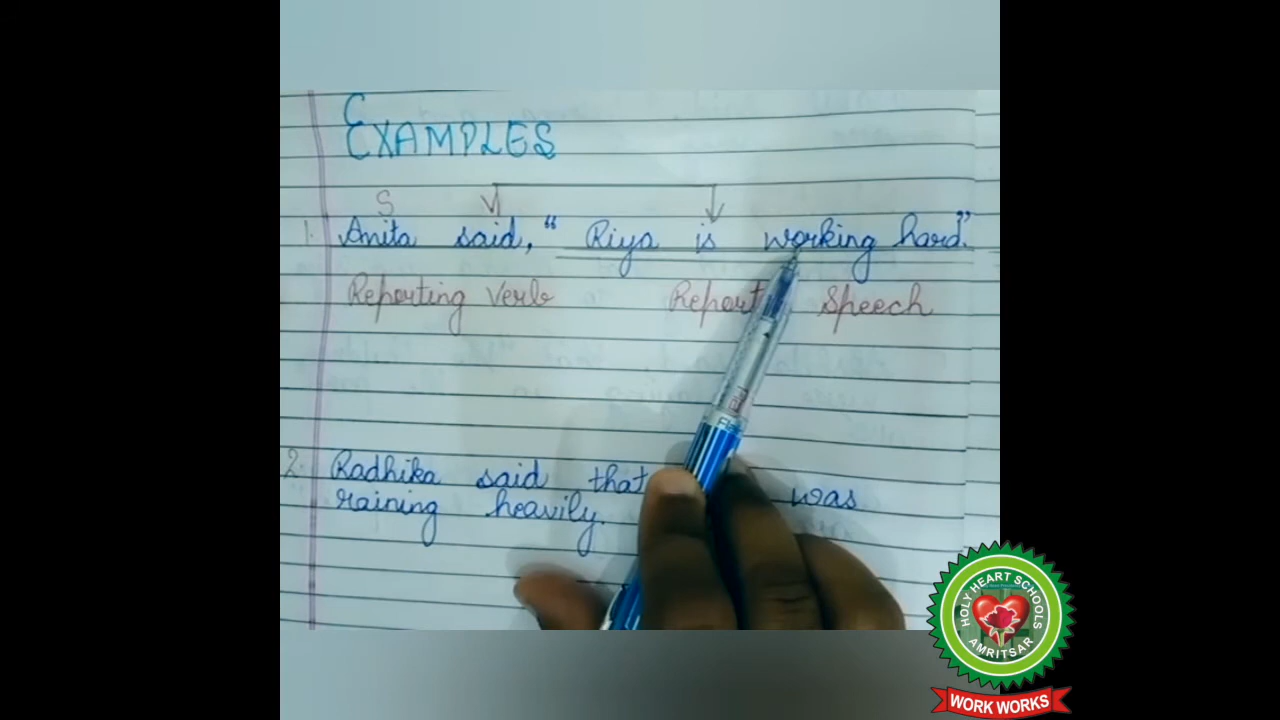 EXAMPLES
S V
1. Anita said, “ Riya is working hard.”
Reporting Verb Report Speech
2. Radhika said that was
raining heavily.
HOLY HEART SCHOOLS
AMRITSAR
WORK WORKS